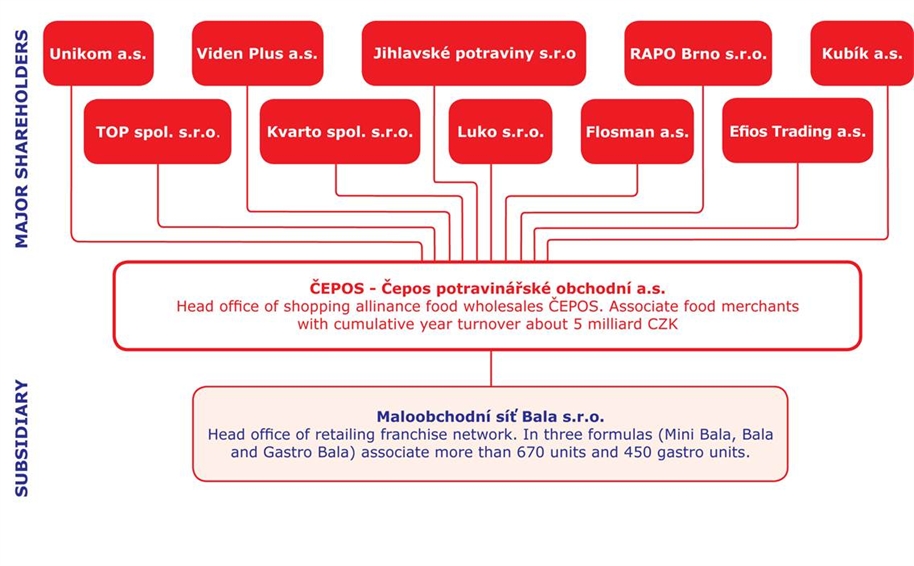 MAJOR SHAREHOLDERS
Unikom a.s.
Viden Plus a.s.
Jihlavské potraviny s.r.o
RAPO Brno s.r.o.
Kubík a.s.
TOP spol. s.r.o.
Kvarto spol. s.r.o.
Luko s.r.o.
Flosman a.s.
Efios Trading a.s.
ČEPOS - Čepos potravinářské obchodní a.s.
Head office of shopping allinance food wholesales ČEPOS. Associate food merchants
with cumulative year turnover about 5 milliard CZK
SUBSIDIARY
Maloobchodní síť Bala s.r.o.
Head office of retailing franchise network. In three formulas (Mini Bala, Bala
and Gastro Bala) associate more than 670 units and 450 gastro units.